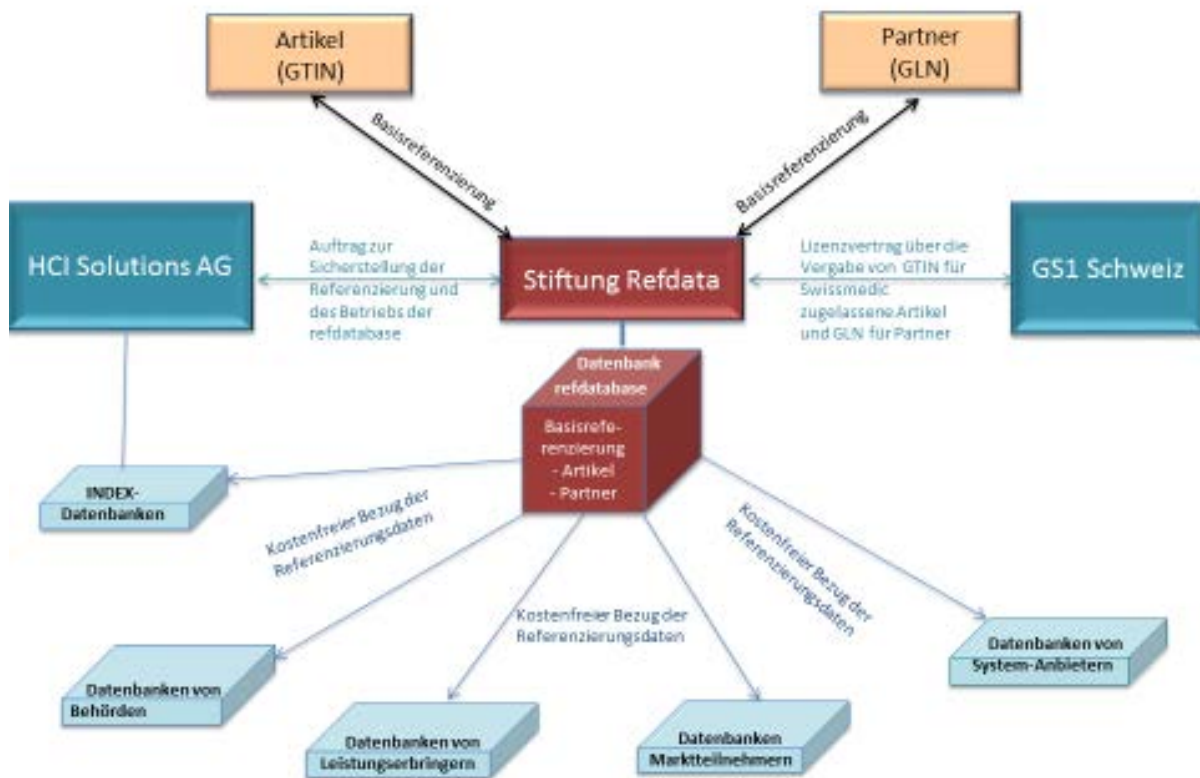 Artikel
(GTIN)
Partner
(GLN)
Basisreferenzierung
Basisreferenzierung
HCI Solutions AG
Auftrag zur
Sicherstellung der
Referenzierung und
des Betriebs der
refdatabase
Stiftung Refdata
Lizenzvertrag über die
Vergabe von GTIN für
Swissmedic
zugelassene Artikel
und GLN für Partner
GS1 Schweiz
Datenbank
refdatabase
Basisrefe-
renzierung
- Artikel
- Partner
INDEX-
Datenbanken
Kostenfreier Bezug der
Referenzierungsdaten
Kostenfreier Bezug der
Referenzierungsdaten
Kostenfreier Bezug der
Referenzierungsdaten
Datenbanken von
System-Anbietern
Datenbanken von
Behörden
Datenbanken von
Leistungserbringern
Datenbanken
Marktteilnehmern